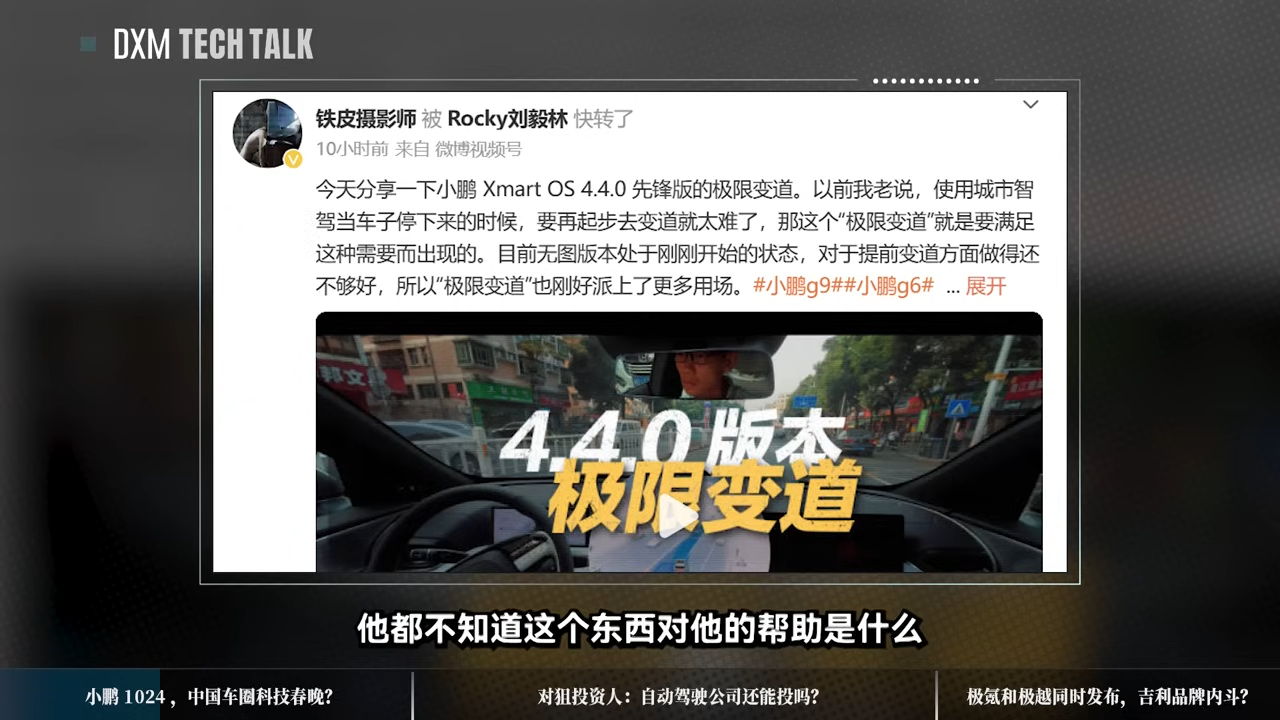 DXM TECH TALK
铁皮摄影师 被 Rocky刘毅林 快转了
10小时前 来自 微博视频号
今天分享一下小鹏 Xmart OS 4.4.0 先锋版的极限变道。以前我老说，使用城市智
驾当车子停下来的时候，要再起步去变道就太难了，那这个“极限变道”就是要满足
这种需要而出现的。目前无图版本处于刚刚开始的状态，对于提前变道方面做得还
不够好，所以“极限变道”也刚好派上了更多用场。#小鹏g9##小鹏g6# ... 展开
4.4.0 版本
极限变道
他都不知道这个东西对他的帮助是什么
小鹏 1024，中国车圈科技春晚？
对狙投资人：自动驾驶公司还能投吗？
极氪和极越同时发布，吉利品牌内斗？